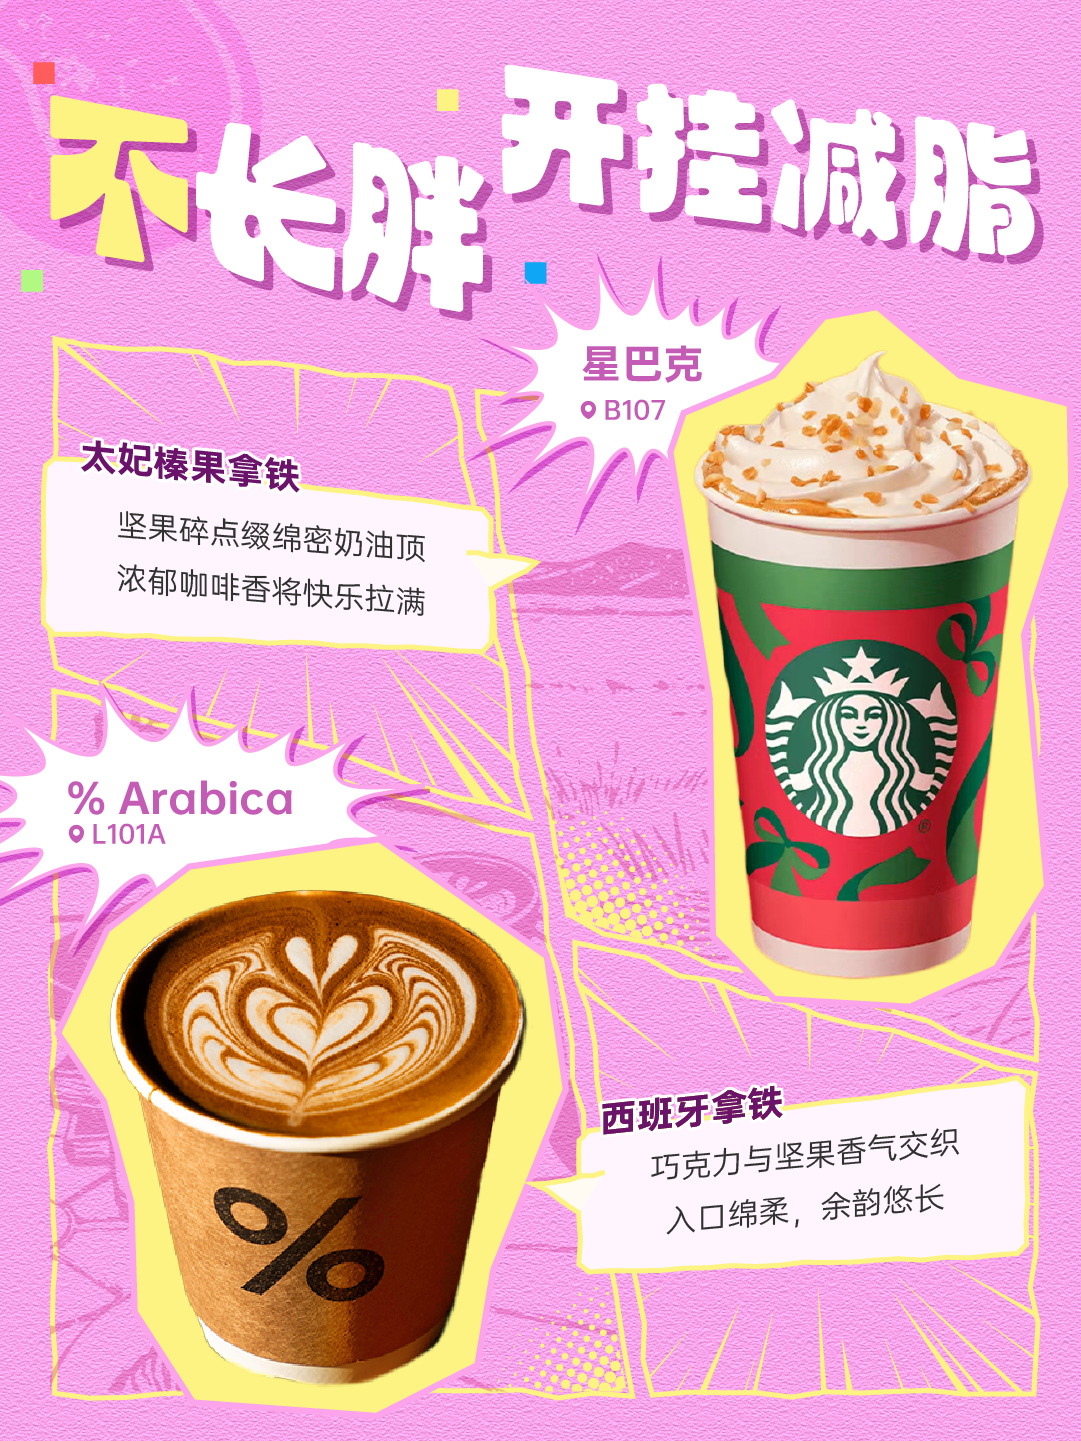 不长胖
开挂减脂
星巴克
B107
太妃榛果拿铁
坚果碎点缀绵密奶油顶
浓郁咖啡香将快乐拉满
% Arabica
L101A
®
%
西班牙拿铁
巧克力与坚果香气交织
入口绵柔，余韵悠长